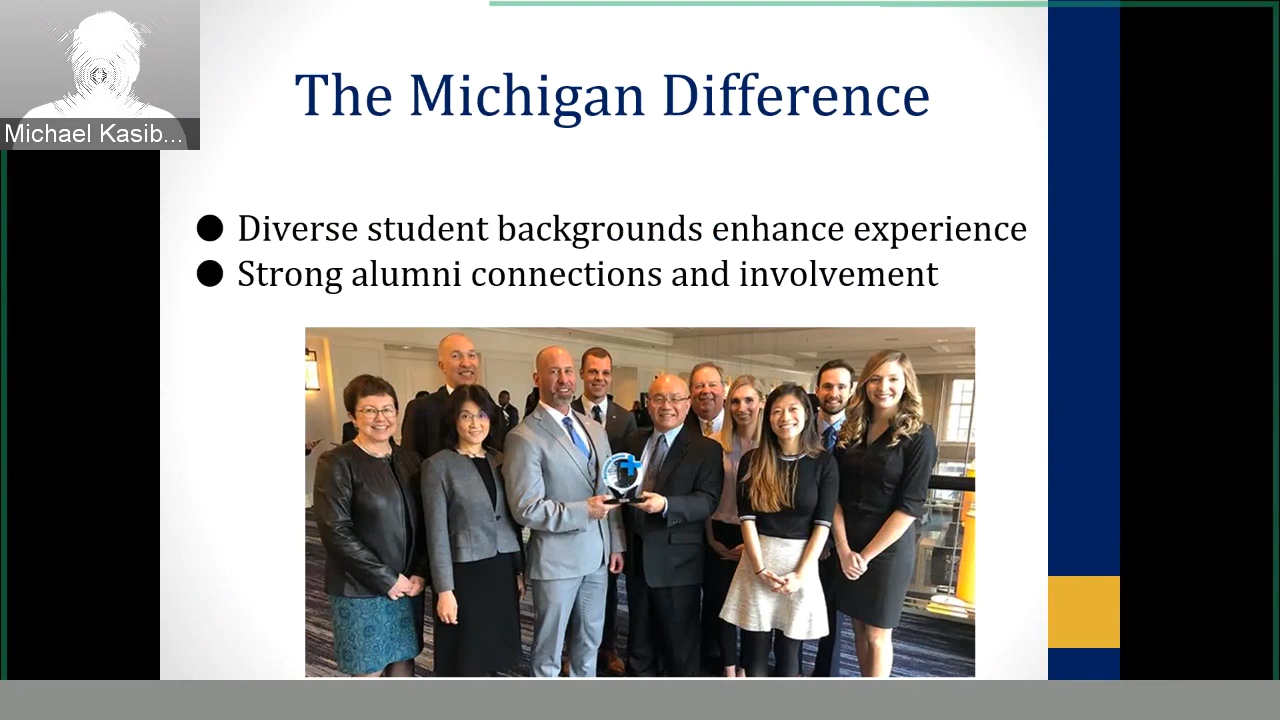 The Michigan Difference
Michael Kasib...
● Diverse student backgrounds enhance experience
● Strong alumni connections and involvement